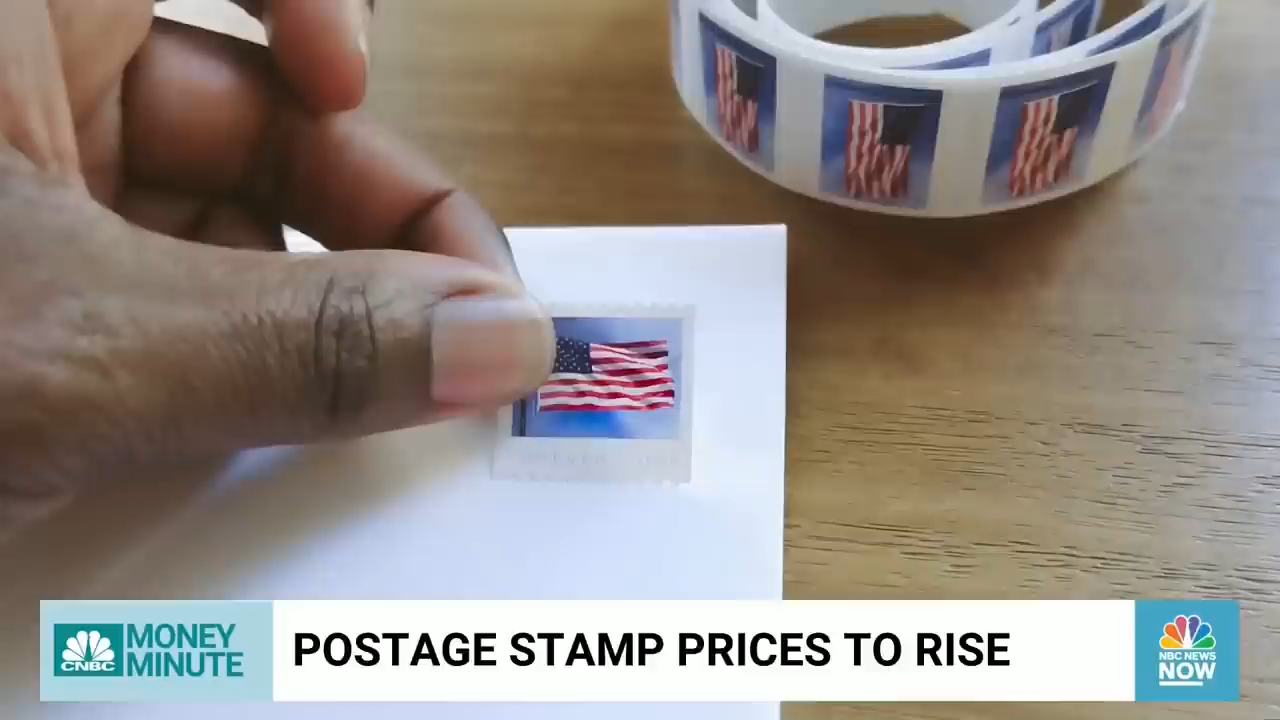 CNBC
MONEY
MINUTE
POSTAGE STAMP PRICES TO RISE
NBC NEWS
NOW